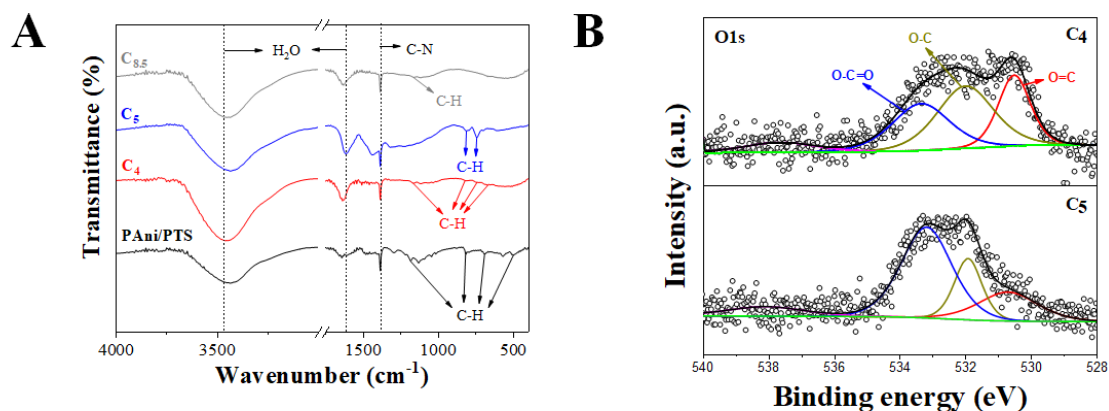 A
Transmittance (%)
C8.5
C5
C4
PAni/PTS
H2O
C-N
C-H
C-H
C-H
C-H
4000
3500
1500
1000
500
Wavenumber (cm-1)
B
O1s
C4
O-C
O-C=O
O=C
C5
Intensity (a.u.)
540
538
536
534
532
530
528
Binding energy (eV)